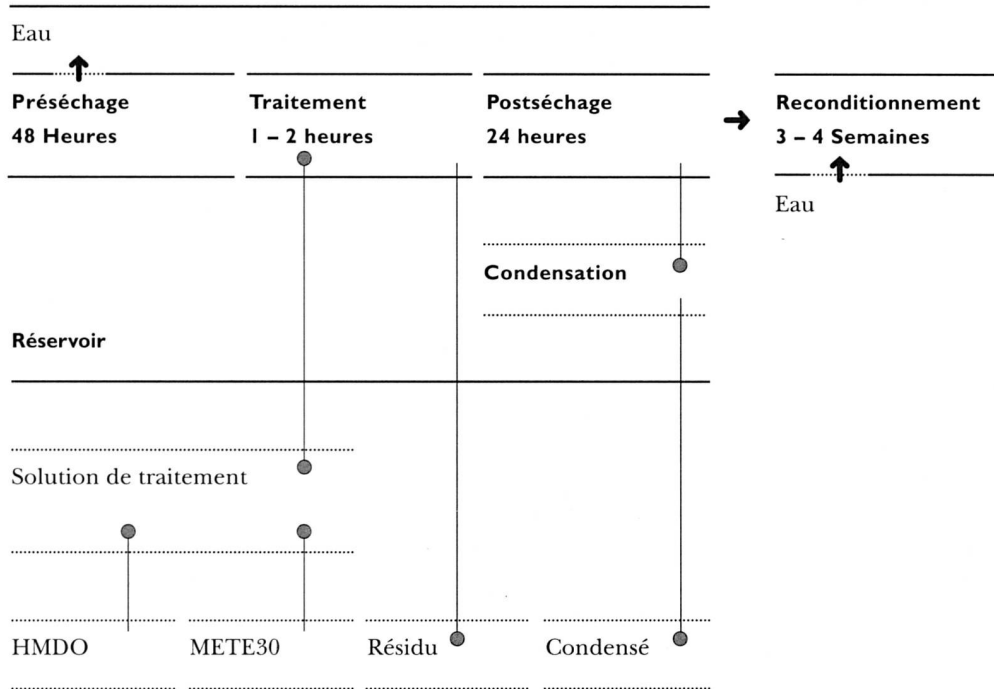 Eau
Préséchage
48 Heures
Traitement
1 – 2 heures
Postséchage
24 heures
Reconditionnement
3 – 4 Semaines
Eau
Condensation
Réservoir
Solution de traitement
HMDO
METE30
Résidu
Condensé